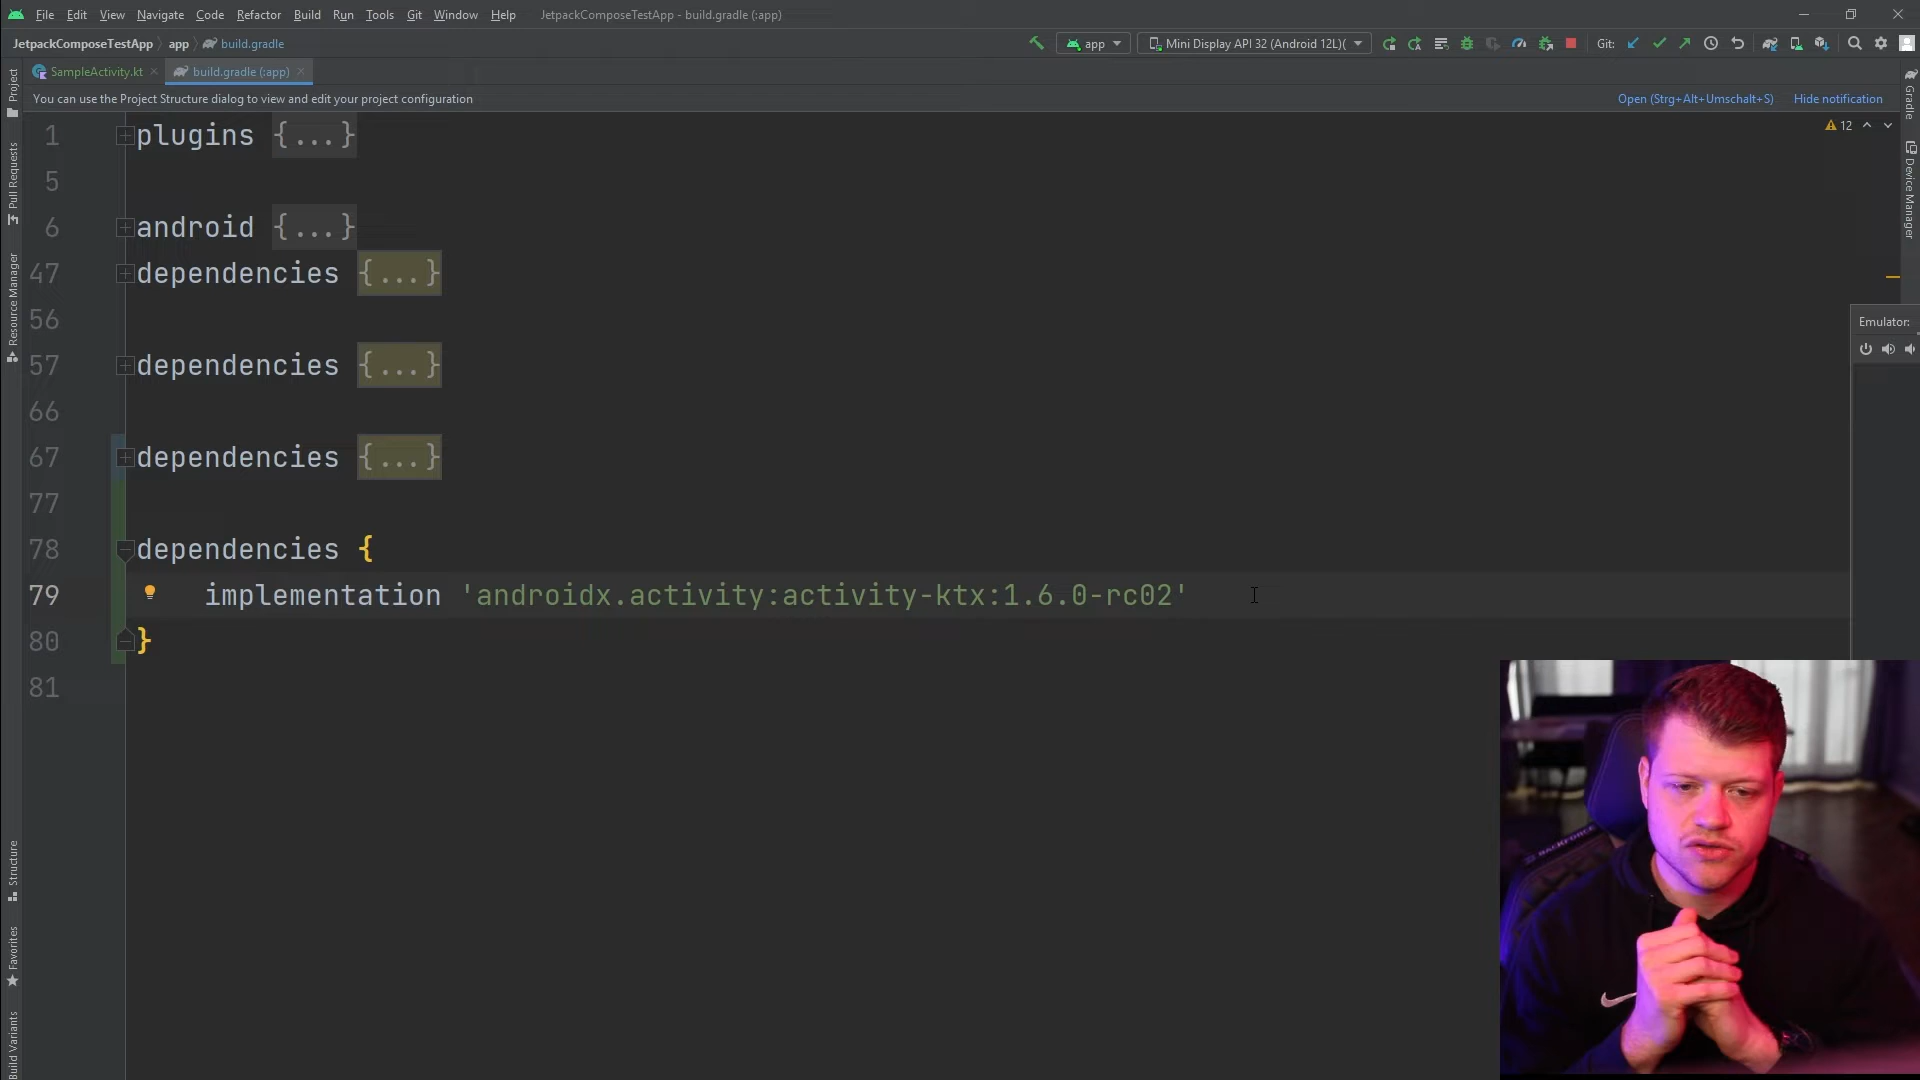 File Edit View Navigate Code Refactor Build Run Tools Git Window Help JetpackComposeTestApp - build.gradle (:app)
JetpackComposeTestApp app build.gradle app Mini Display API 32 (Android 12L)( Git:
SampleActivity.kt build.gradle (:app)
You can use the Project Structure dialog to view and edit your project configuration Open (Strg+Alt+Umschalt+S) Hide notification
1 plugins {...} 12
5
6 android {...}
47 dependencies {...}
56
57 dependencies {...}
66
67 dependencies {...}
77
78 dependencies {
79 implementation 'androidx.activity:activity-ktx:1.6.0-rc02'
80 }
81
Project
Pull Requests
Resource Manager
Structure
Favorites
Build Variants
Gradle
Device Manager
Emulator:
BACKFORCE